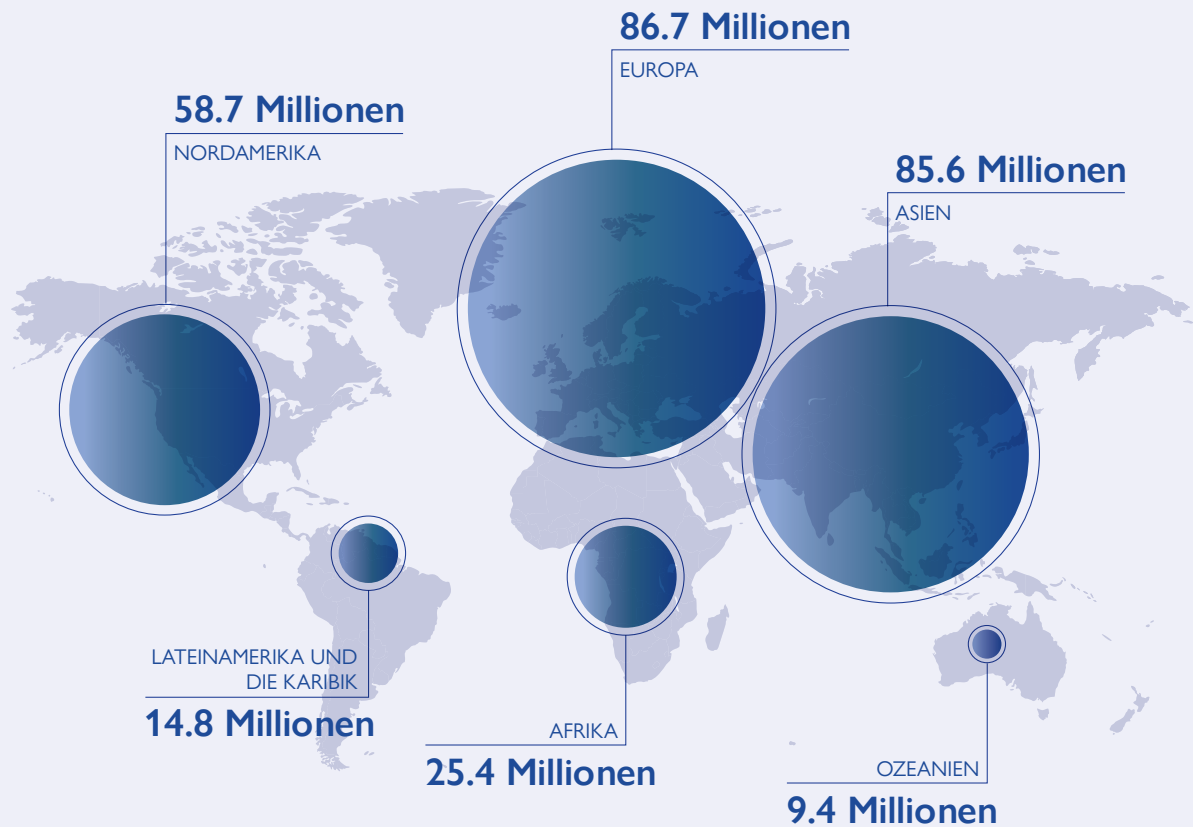 86.7 Millionen
EUROPA
58.7 Millionen
NORDAMERIKA
85.6 Millionen
ASIEN
LATEINAMERIKA UND
DIE KARIBIK
14.8 Millionen
AFRIKA
25.4 Millionen
OZEANIEN
9.4 Millionen